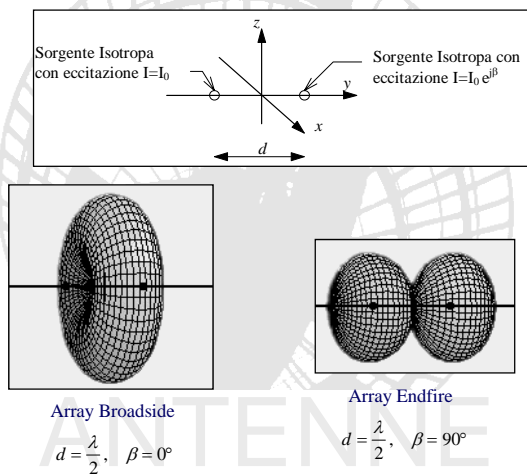 z
Sorgente Isotropa
con eccitazione I=I₀
Sorgente Isotropa con
eccitazione I=I₀ e^{jβ}
y
x
d
Array Broadside
d = λ/2, β = 0°
Array Endfire
d = λ/2, β = 90°
ANTENNE